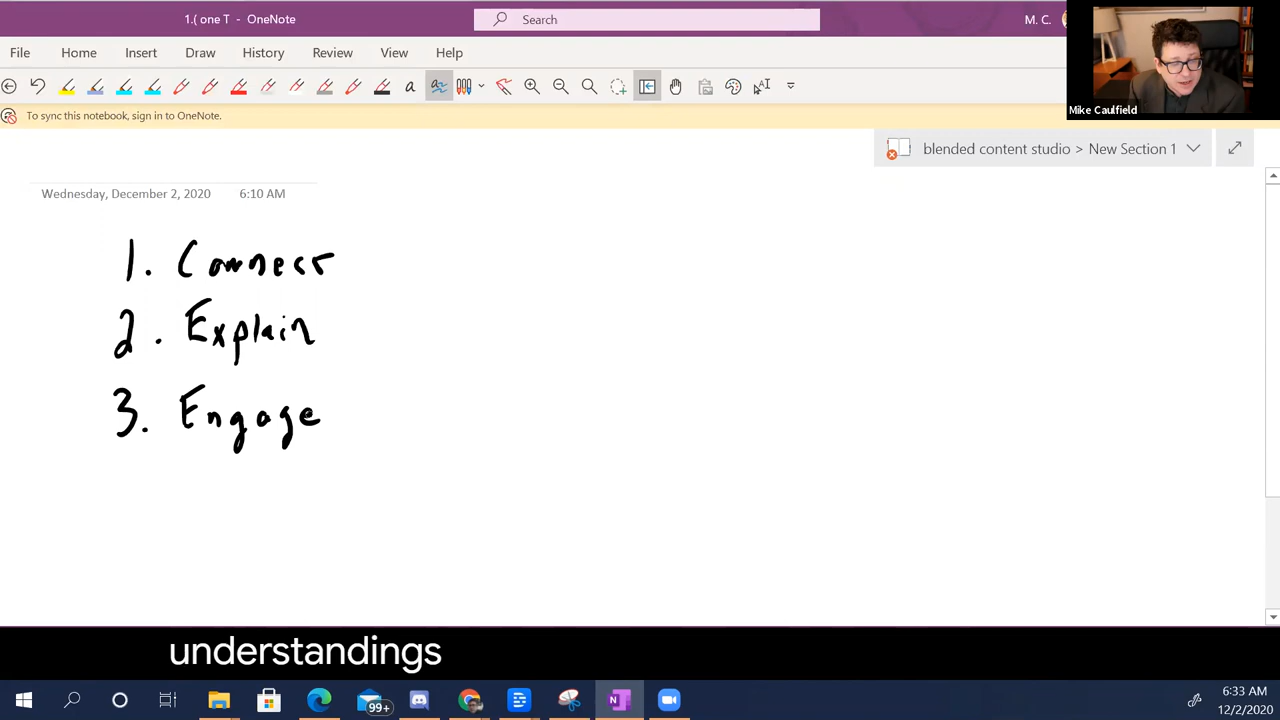 1.( one T - OneNote
Search
M. C.
File Home Insert Draw History Review View Help
Mike Caulfield
To sync this notebook, sign in to OneNote.
blended content studio > New Section 1
Wednesday, December 2, 2020 6:10 AM
1. Connect
2. Explain
3. Engage
understandings
99+
6:33 AM
12/2/2020